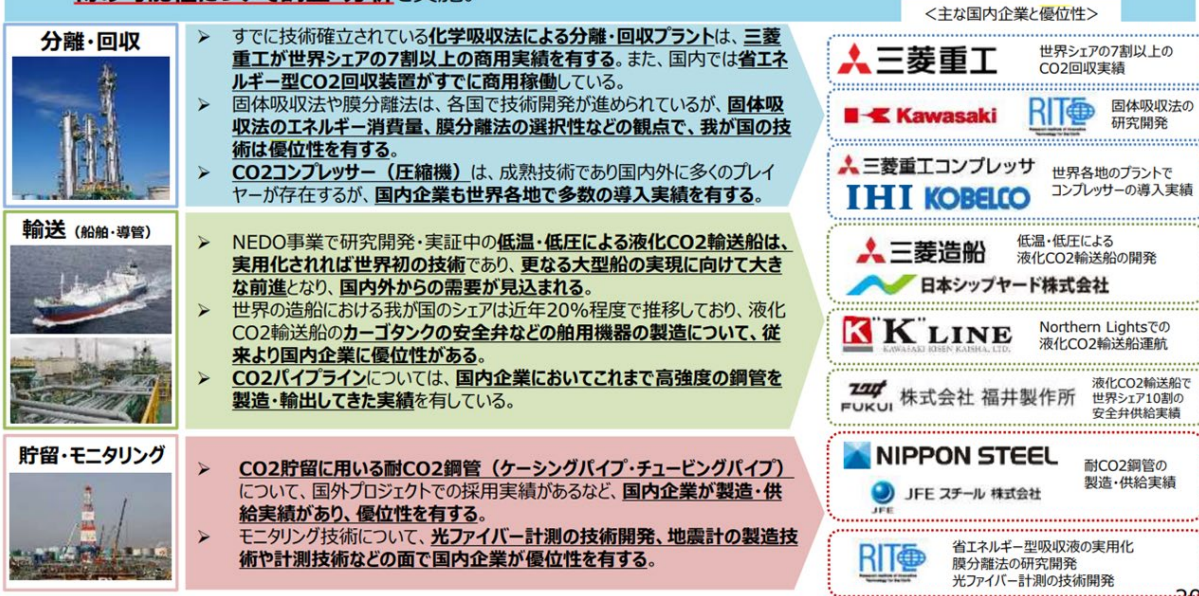 ＜主な国内企業と優位性＞
分離・回収
➢ すでに技術確立されている化学吸収法による分離・回収プラントは、三菱
重工が世界シェアの7割以上の商用実績を有する。また、国内では省エネ
ルギー型CO2回収装置がすでに商用稼働している。
➢ 固体吸収法や膜分離法は、各国で技術開発が進められているが、固体吸
収法のエネルギー消費量、膜分離法の選択性などの観点で、我が国の技
術は優位性を有する。
➢ CO2コンプレッサー（圧縮機）は、成熟技術であり国内外に多くのプレイ
ヤーが存在するが、国内企業も世界各地で多数の導入実績を有する。
三菱重工
世界シェアの7割以上の
CO2回収実績
Kawasaki
RITE
固体吸収法の
研究開発
三菱重工コンプレッサ
IHI KOBELCO
世界各地のプラントで
コンプレッサーの導入実績
輸送（船舶・導管）
➢ NEDO事業で研究開発・実証中の低温・低圧による液化CO2輸送船は、
実用化されれば世界初の技術であり、更なる大型船の実現に向けて大き
な前進となり、国内外からの需要が見込まれる。
➢ 世界の造船における我が国のシェアは近年20%程度で推移しており、液化
CO2輸送船のカーゴタンクの安全弁などの舶用機器の製造について、従
来より国内企業に優位性がある。
➢ CO2パイプラインについては、国内企業においてこれまで高強度の鋼管を
製造・輸出してきた実績を有している。
三菱造船
日本シップヤード株式会社
低温・低圧による
液化CO2輸送船の開発
K "K" LINE
KAWASAKI KISEN KAISHA, LTD.
Northern Lightsでの
液化CO2輸送船運航
FUKUI 株式会社 福井製作所
液化CO2輸送船で
世界シェア10割の
安全弁供給実績
貯留・モニタリング
➢ CO2貯留に用いる耐CO2鋼管（ケーシングパイプ・チュービングパイプ）
について、国外プロジェクトでの採用実績があるなど、国内企業が製造・供
給実績があり、優位性を有する。
➢ モニタリング技術について、光ファイバー計測の技術開発、地震計の製造技
術や計測技術などの面で国内企業が優位性を有する。
NIPPON STEEL
JFE
JFE スチール 株式会社
耐CO2鋼管の
製造・供給実績
RITE
省エネルギー型吸収液の実用化
膜分離法の研究開発
光ファイバー計測の技術開発